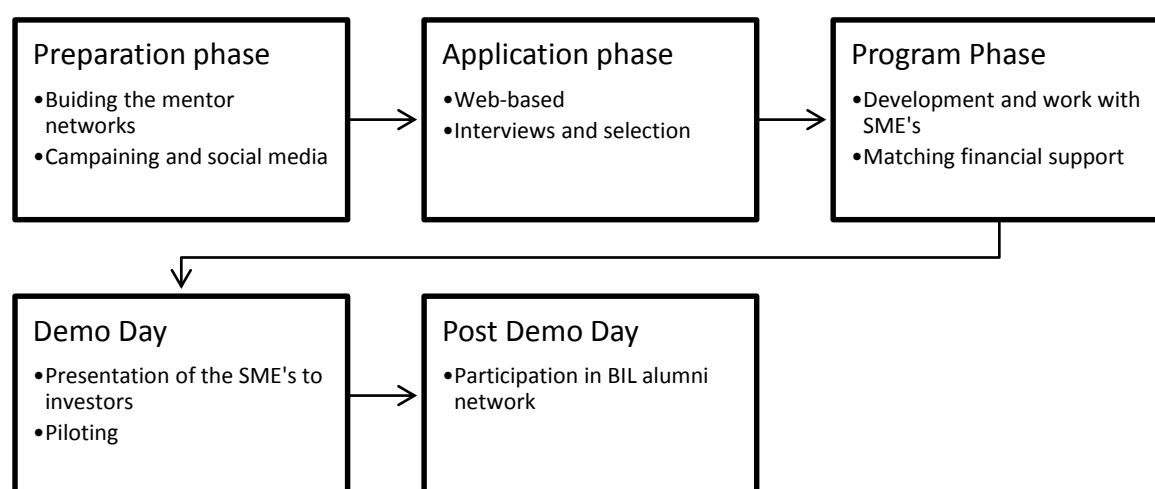 Preparation phase
•Buiding the mentor
networks
•Campaining and social media
Application phase
•Web-based
•Interviews and selection
Program Phase
•Development and work with
SME's
•Matching financial support
Demo Day
•Presentation of the SME's to
investors
•Piloting
Post Demo Day
•Participation in BIL alumni
network